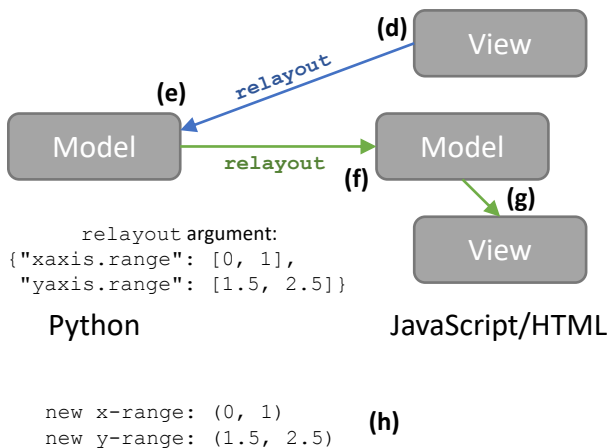 (d)
View
relayout
(e)
Model
relayout
Model
(f)
(g)
View
relayout argument:
{"xaxis.range": [0, 1],
"yaxis.range": [1.5, 2.5]}
Python
JavaScript/HTML
new x-range: (0, 1)
new y-range: (1.5, 2.5)
(h)